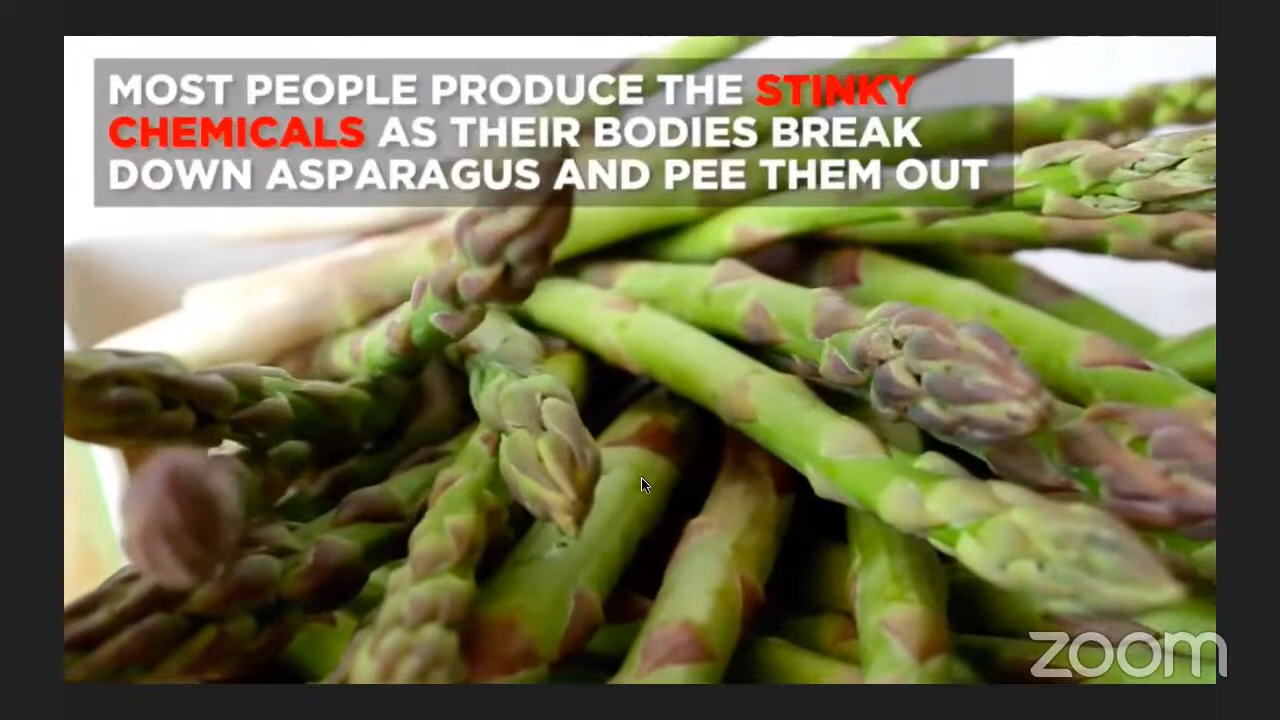 MOST PEOPLE PRODUCE THE STINKY
CHEMICALS AS THEIR BODIES BREAK
DOWN ASPARAGUS AND PEE THEM OUT
zoom